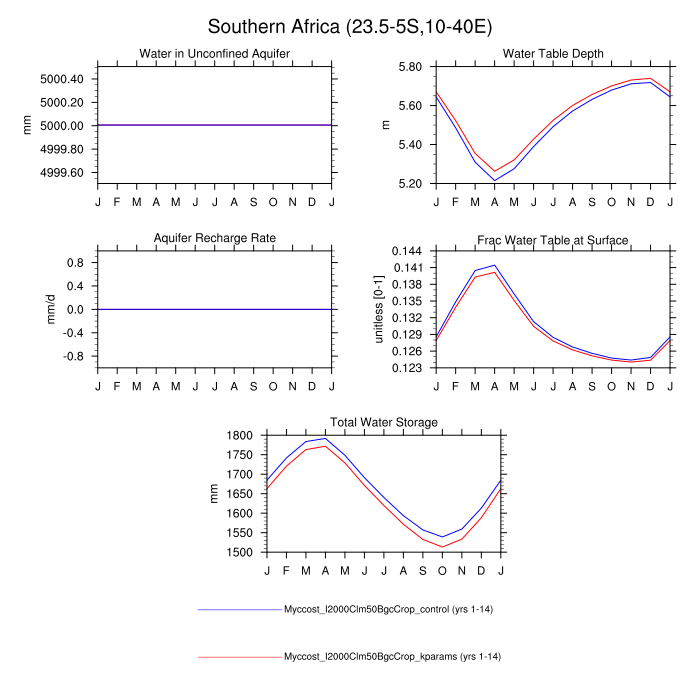 Southern Africa (23.5-5S,10-40E)
Water in Unconfined Aquifer
5000.40
5000.20
5000.00
4999.80
4999.60
mm
J F M A M J J A S O N D J
Water Table Depth
5.80
5.60
5.40
5.20
m
J F M A M J J A S O N D J
Aquifer Recharge Rate
0.8
0.4
0.0
-0.4
-0.8
mm/d
J F M A M J J A S O N D J
Frac Water Table at Surface
0.144
0.141
0.138
0.135
0.132
0.129
0.126
0.123
unitless [0-1]
J F M A M J J A S O N D J
Total Water Storage
1800
1750
1700
1650
1600
1550
1500
mm
J F M A M J J A S O N D J
Myccost_I2000Clm50BgcCrop_control (yrs 1-14)
Myccost_I2000Clm50BgcCrop_kparams (yrs 1-14)